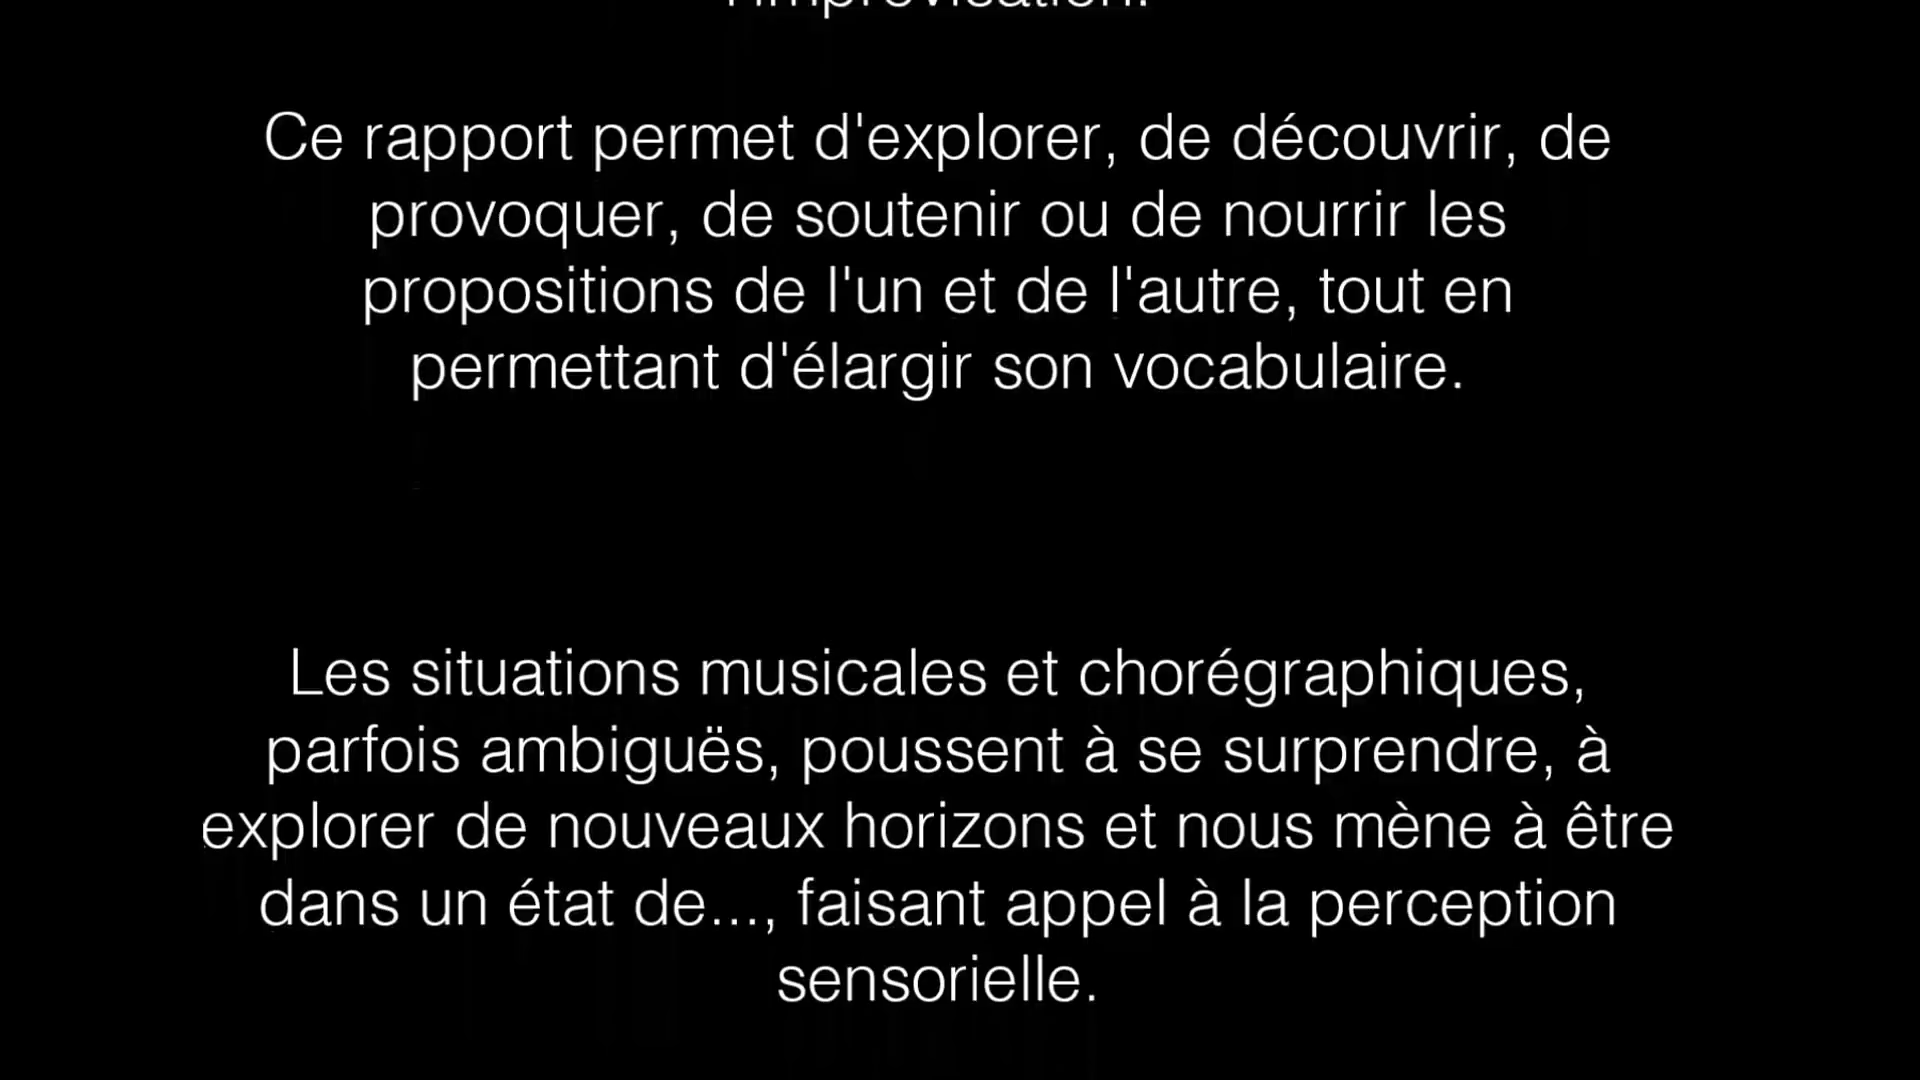 l'improvisation.
Ce rapport permet d'explorer, de découvrir, de
provoquer, de soutenir ou de nourrir les
propositions de l'un et de l'autre, tout en
permettant d'élargir son vocabulaire.
Les situations musicales et chorégraphiques,
parfois ambiguës, poussent à se surprendre, à
explorer de nouveaux horizons et nous mène à être
dans un état de..., faisant appel à la perception
sensorielle.